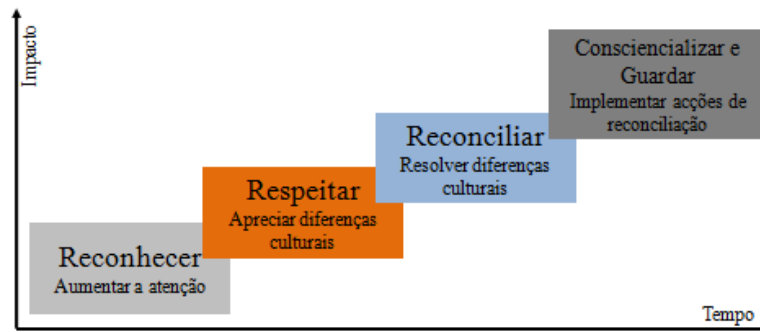 Impacto
Consciencializar e
Guardar
Implementar acções de
reconciliação
Reconciliar
Resolver diferenças
culturais
Respeitar
Apreciar diferenças
culturais
Reconhecer
Aumentar a atenção
Tempo